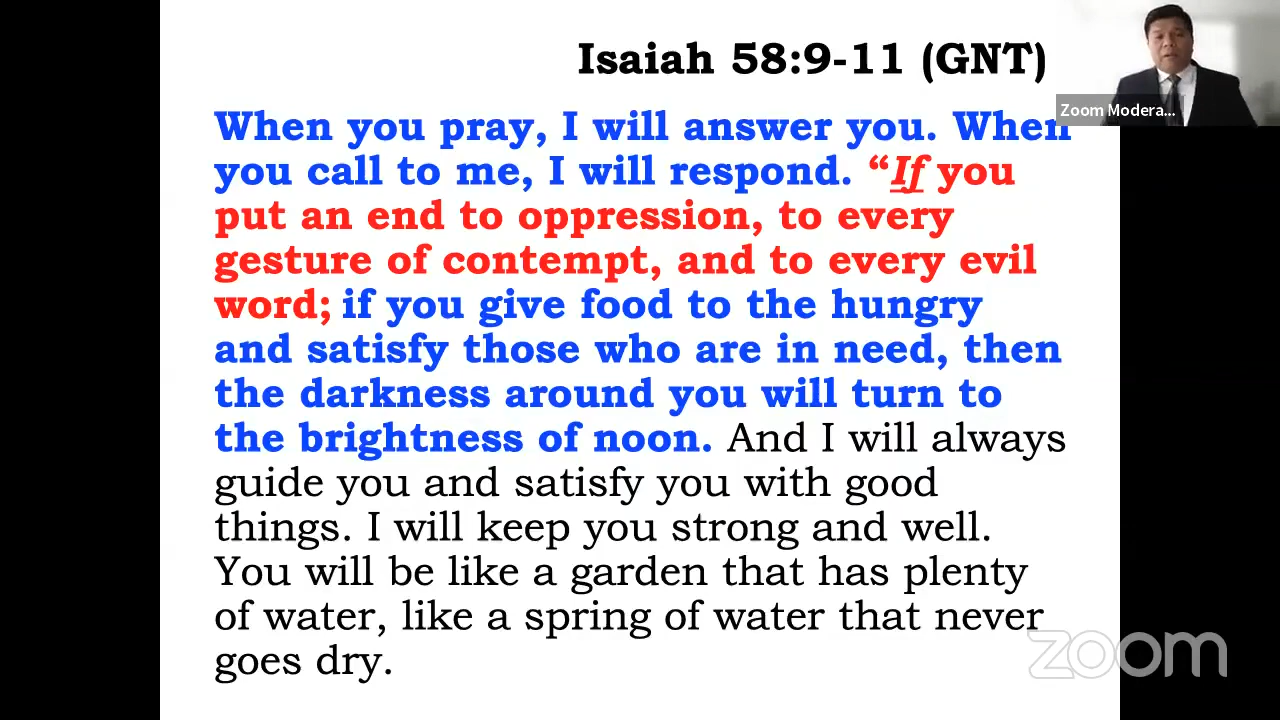 Isaiah 58:9-11 (GNT)
Zoom Modera...
When you pray, I will answer you. When
you call to me, I will respond. “If you
put an end to oppression, to every
gesture of contempt, and to every evil
word; if you give food to the hungry
and satisfy those who are in need, then
the darkness around you will turn to
the brightness of noon. And I will always
guide you and satisfy you with good
things. I will keep you strong and well.
You will be like a garden that has plenty
of water, like a spring of water that never
goes dry.
zoom